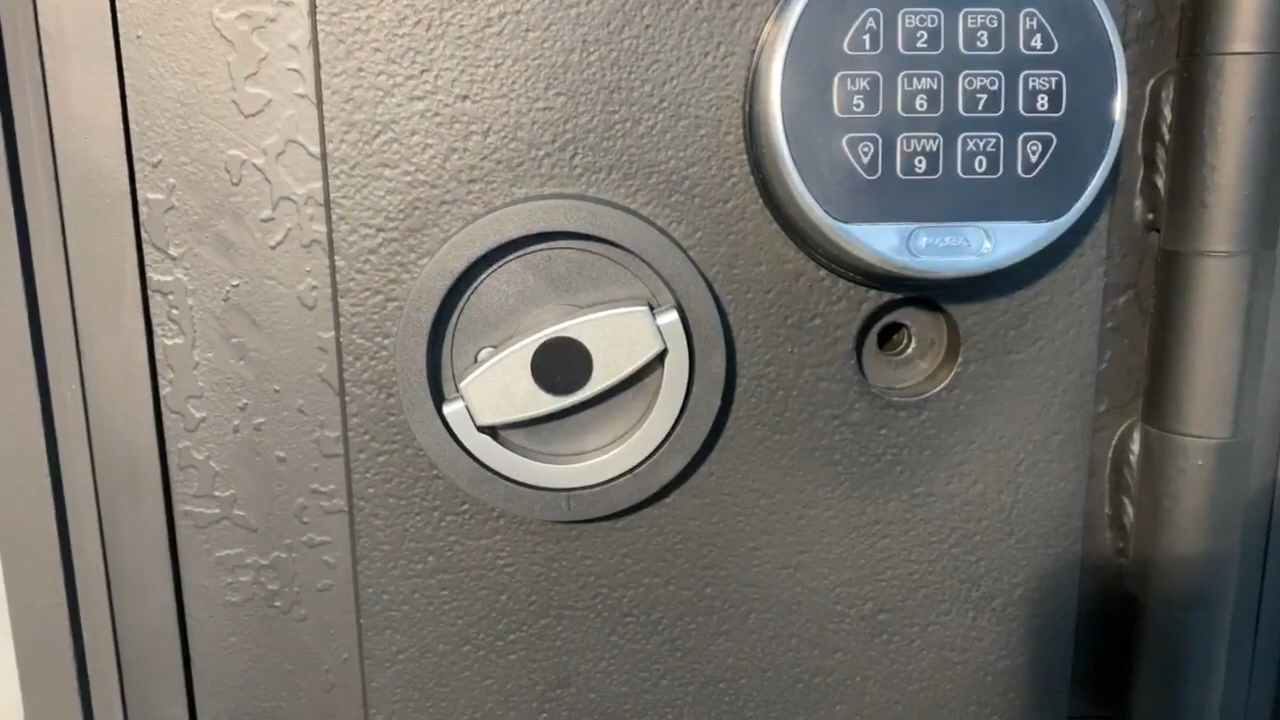 A BCD EFG H
1 2 3 4
IJK LMN OPQ RST
5 6 7 8
UVW XYZ
9 0